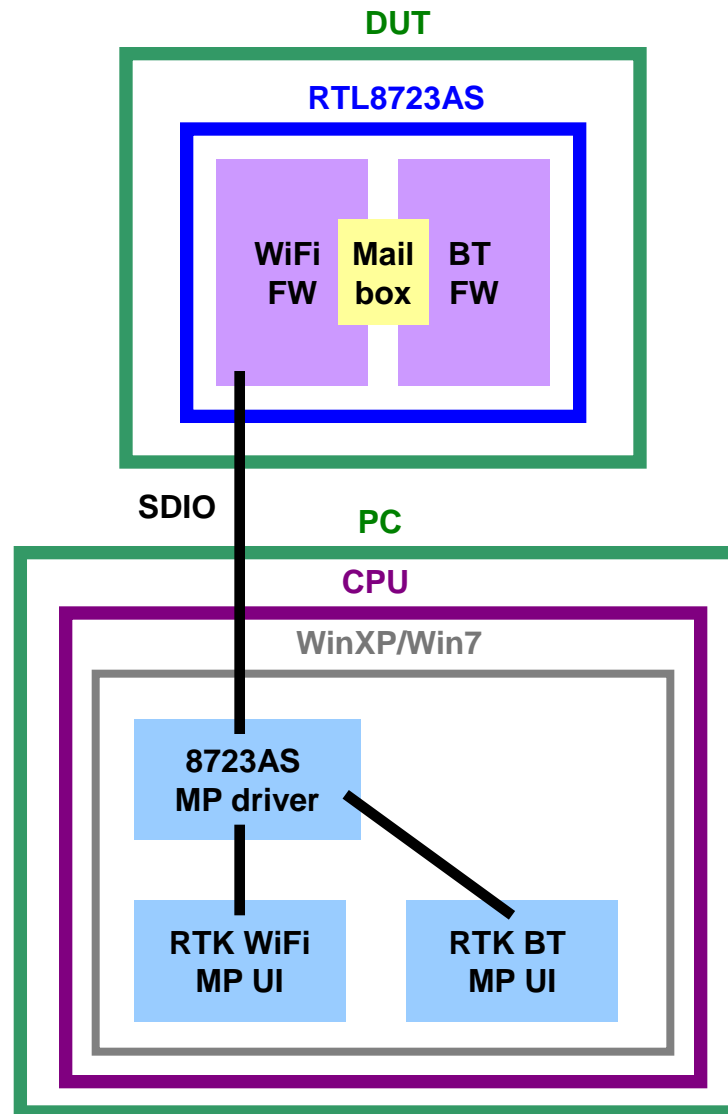 DUT
RTL8723AS
WiFi
FW
Mail
box
BT
FW
SDIO
PC
CPU
WinXP/Win7
8723AS
MP driver
RTK WiFi
MP UI
RTK BT
MP UI